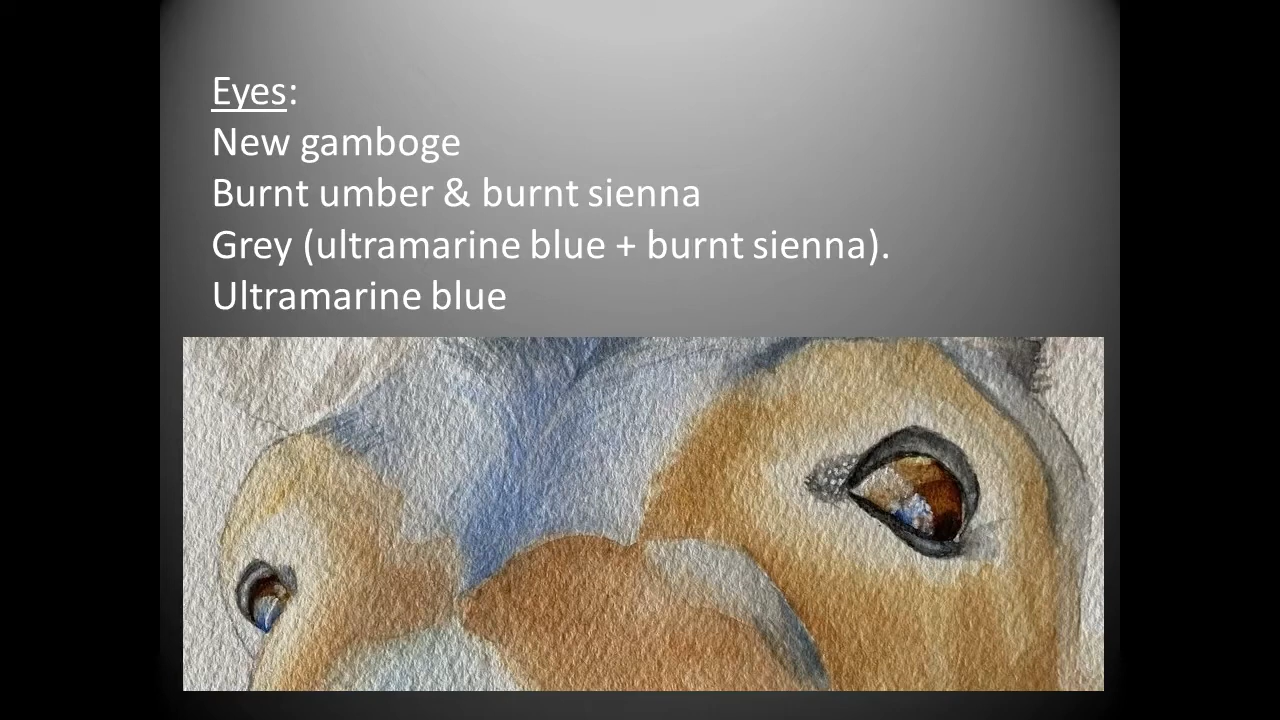 Eyes:
New gamboge
Burnt umber & burnt sienna
Grey (ultramarine blue + burnt sienna).
Ultramarine blue